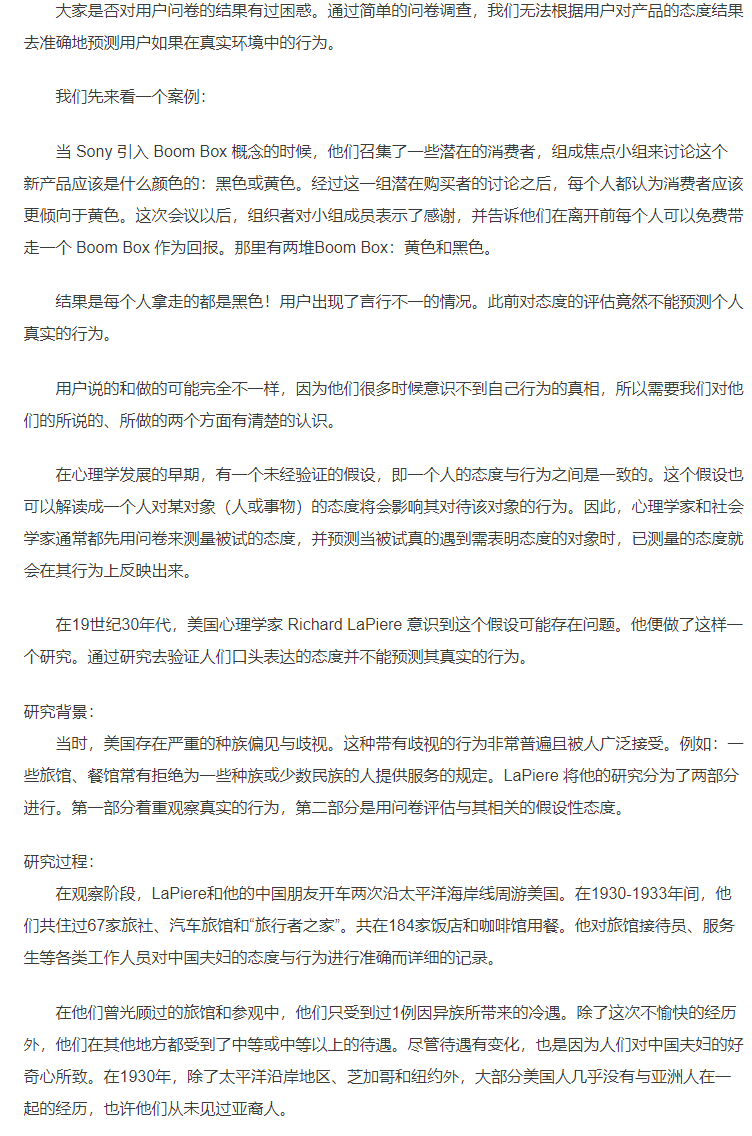 大家是否对用户问卷的结果有过困惑。通过简单的问卷调查，我们无法根据用户对产品的态度结果
去准确地预测用户如果在真实环境中的行为。
我们先来看一个案例：
当 Sony 引入 Boom Box 概念的时候，他们召集了一些潜在的消费者，组成焦点小组来讨论这个
新产品应该是什么颜色的：黑色或黄色。经过这一组潜在购买者的讨论之后，每个人都认为消费者应该
更倾向于黄色。这次会议以后，组织者对小组成员表示了感谢，并告诉他们在离开前每个人可以免费带
走一个 Boom Box 作为回报。那里有两堆Boom Box：黄色和黑色。
结果是每个人拿走的都是黑色！用户出现了言行不一的情况。此前对态度的评估竟然不能预测个人
真实的行为。
用户说的和做的可能完全不一样，因为他们很多时候意识不到自己行为的真相，所以需要我们对他
们的所说的、所做的两个方面有清楚的认识。
在心理学发展的早期，有一个未经验证的假设，即一个人的态度与行为之间是一致的。这个假设也
可以解读成一个人对某对象（人或事物）的态度将会影响其对待该对象的行为。因此，心理学家和社会
学家通常都先用问卷来测量被试的态度，并预测当被试真的遇到需表明态度的对象时，已测量的态度就
会在其行为上反映出来。
在19世纪30年代，美国心理学家 Richard LaPiere 意识到这个假设可能存在问题。他便做了这样一
个研究。通过研究去验证人们口头表达的态度并不能预测其真实的行为。
研究背景：
当时，美国存在严重的种族偏见与歧视。这种带有歧视的行为非常普遍且被人广泛接受。例如：一
些旅馆、餐馆常有拒绝为一些种族或少数民族的人提供服务的规定。LaPiere 将他的研究分为了两部分
进行。第一部分着重观察真实的行为，第二部分是用问卷评估与其相关的假设性态度。
研究过程：
在观察阶段，LaPiere和他的中国朋友开车两次沿太平洋海岸线周游美国。在1930-1933年间，他
们共住过67家旅社、汽车旅馆和“旅行者之家”。共在184家饭店和咖啡馆用餐。他对旅馆接待员、服务
生等各类工作人员对中国夫妇的态度与行为进行准确而详细的记录。
在他们曾光顾过的旅馆和参观中，他们只受到过1例因异族所带来的冷遇。除了这次不愉快的经历
外，他们在其他地方都受到了中等或中等以上的待遇。尽管待遇有变化，也是因为人们对中国夫妇的好
奇心所致。在1930年，除了太平洋沿岸地区、芝加哥和纽约外，大部分美国人几乎没有与亚洲人在一
起的经历，也许他们从未见过亚裔人。